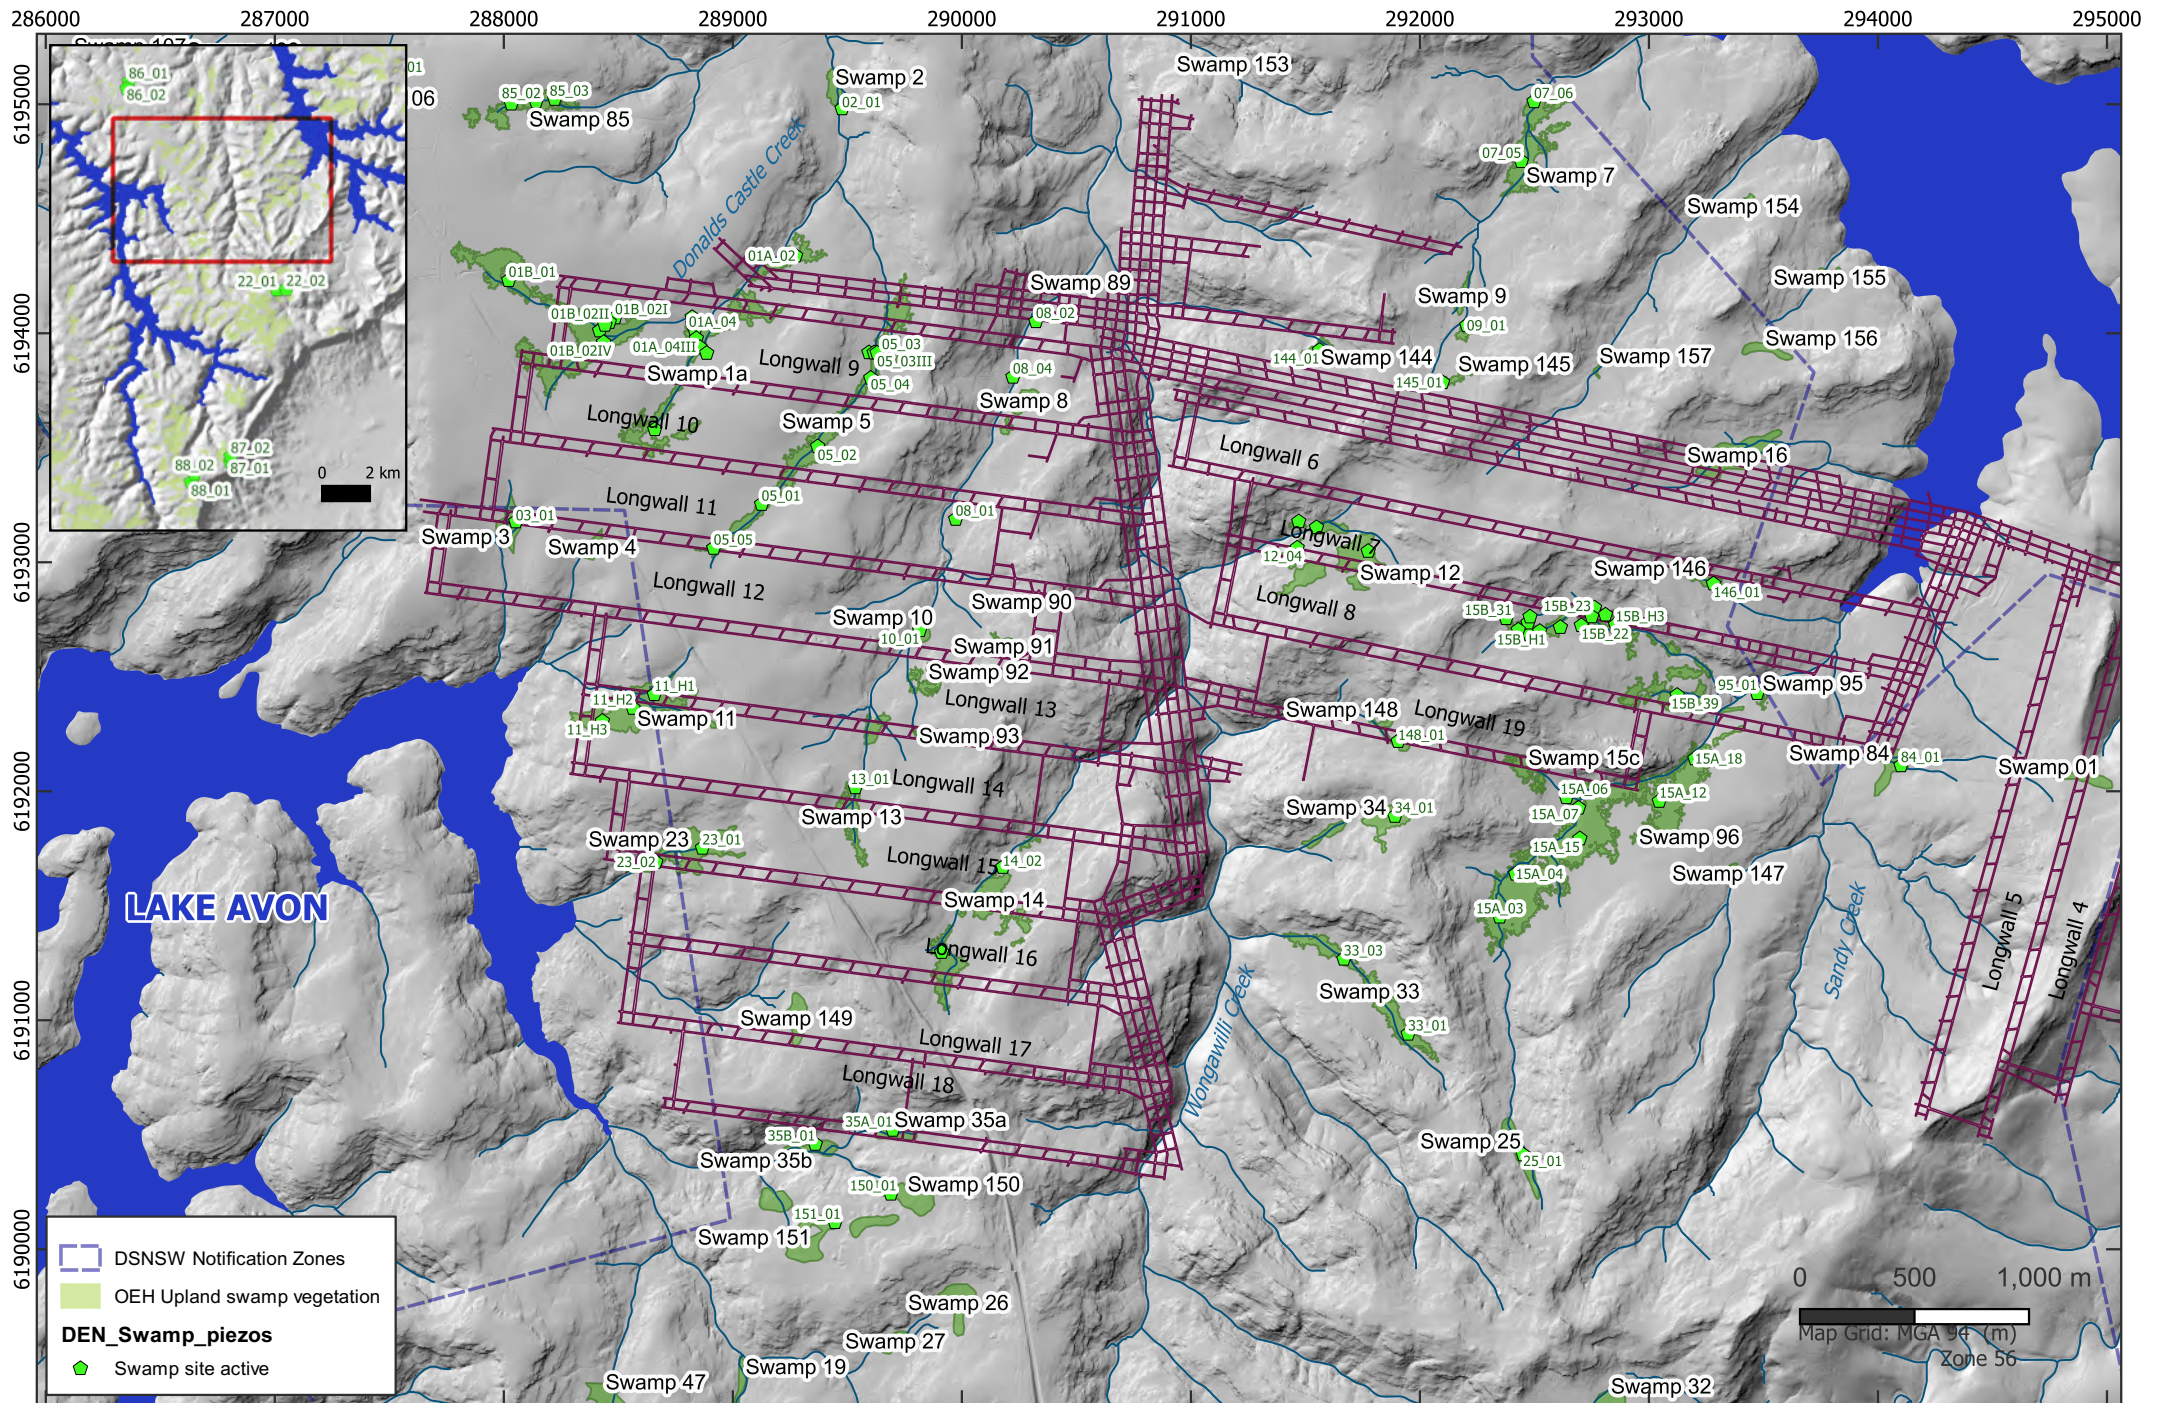 286000
287000
288000
289000
290000
291000
292000
293000
294000
295000
6195000
6194000
6193000
6192000
6191000
6190000
86_01
86_02
22_01
22_02
87_02
87_01
88_02
88_01
0 2 km
01
06
85_02
85_03
Swamp 85
Swamp 2
02_01
Swamp 153
07_06
07_05
Swamp 7
Swamp 154
Swamp 155
Swamp 156
Swamp 157
Donalds Castle Creek
01A_02
01B_01
01B_02II
01B_02I
01B_02IV
01A_04
01A_04III
Swamp 1a
Longwall 9
05_03
05_03III
05_04
Swamp 89
08_02
08_04
Swamp 8
Swamp 9
09_01
144_01
Swamp 144
145_01
Swamp 145
Longwall 10
Swamp 5
05_02
Longwall 6
Swamp 16
Longwall 11
05_01
08_01
03_01
Swamp 3
Swamp 4
05_05
Longwall 7
12_04
Swamp 12
Swamp 146
146_01
Longwall 12
Swamp 90
Longwall 8
15B_31
15B_23
15B_H3
15B_H1
15B_22
Swamp 10
10_01
Swamp 91
Swamp 92
11_H1
11_H2
11_H3
Swamp 11
Longwall 13
Swamp 93
95_01
Swamp 95
15B_39
Swamp 148
148_01
Longwall 19
Swamp 15c
15A_18
Swamp 84
84_01
Swamp 01
13_01
Longwall 14
Swamp 13
Swamp 34
34_01
15A_06
15A_07
15A_12
15A_15
Swamp 96
Swamp 23
23_01
23_02
Longwall 15
14_02
Swamp 14
15A_04
15A_03
Swamp 147
LAKE AVON
Longwall 16
33_03
Swamp 33
33_01
Sandy Creek
Longwall 5
Longwall 4
Wongawilli Creek
Swamp 149
Longwall 17
Longwall 18
35A_01
Swamp 35a
35B_01
Swamp 35b
Swamp 25
25_01
150_01
Swamp 150
151_01
Swamp 151
Swamp 26
Swamp 27
Swamp 19
Swamp 47
Swamp 32
DSNSW Notification Zones
OEH Upland swamp vegetation
DEN_Swamp_piezos
Swamp site active
0 500 1,000 m
Map Grid: MGA 94 (m)
Zone 56